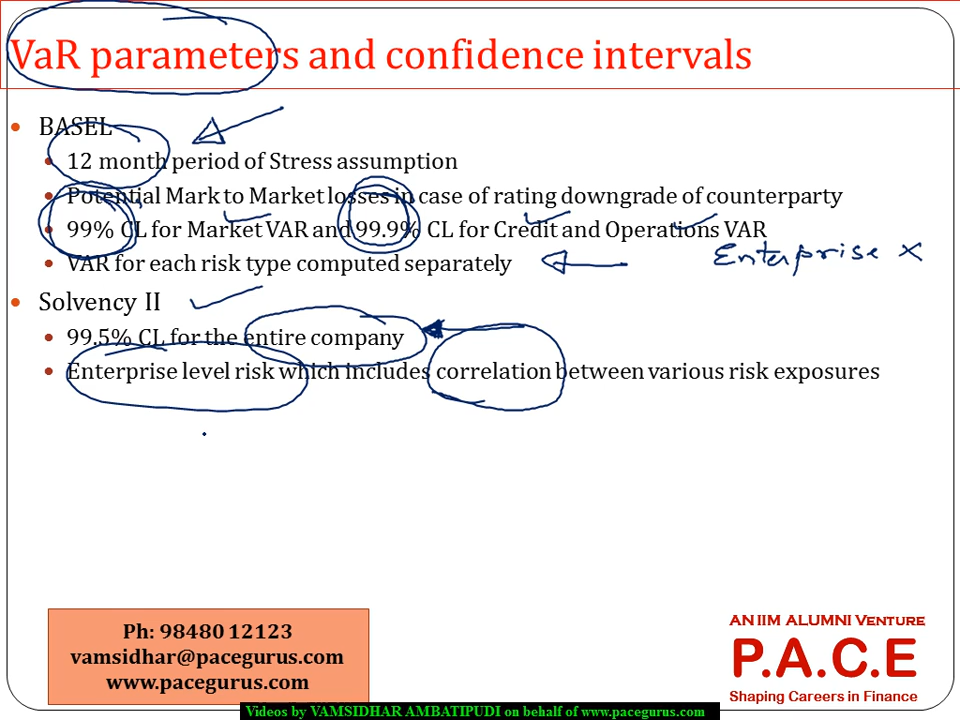 VaR parameters and confidence intervals
• BASEL
• 12 month period of Stress assumption
• Potential Mark to Market losses in case of rating downgrade of counterparty
• 99% CL for Market VAR and 99.9% CL for Credit and Operations VAR
• VAR for each risk type computed separately
Enterprise X
• Solvency II
• 99.5% CL for the entire company
• Enterprise level risk which includes correlation between various risk exposures
Ph: 98480 12123
vamsidhar@pacegurus.com
www.pacegurus.com
AN IIM ALUMNI VENTURE
P.A.C.E
Shaping Careers in Finance
Videos by VAMSIDHAR AMBATIPUDI on behalf of www.pacegurus.com